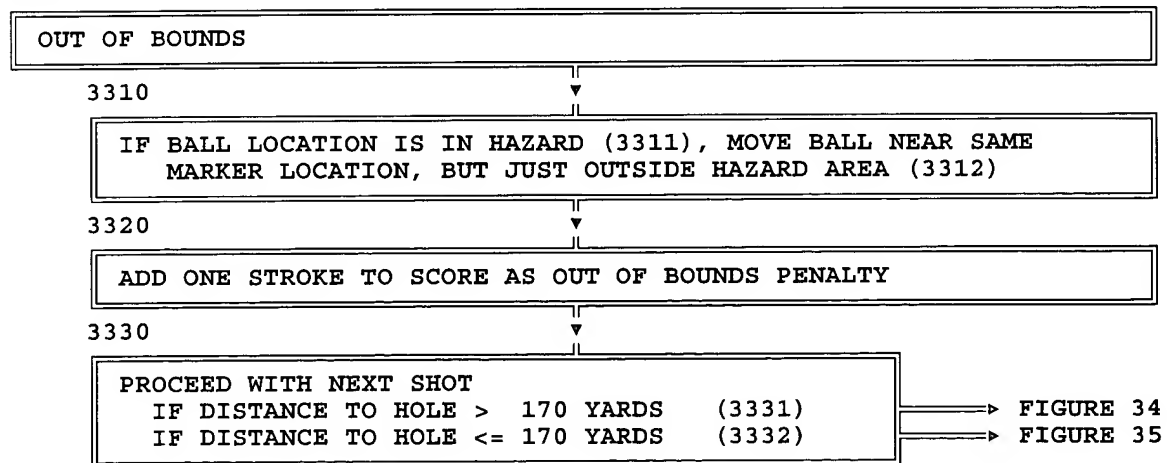 OUT OF BOUNDS
3310
IF BALL LOCATION IS IN HAZARD (3311), MOVE BALL NEAR SAME
MARKER LOCATION, BUT JUST OUTSIDE HAZARD AREA (3312)
3320
ADD ONE STROKE TO SCORE AS OUT OF BOUNDS PENALTY
3330
PROCEED WITH NEXT SHOT
IF DISTANCE TO HOLE > 170 YARDS (3331) FIGURE 34
IF DISTANCE TO HOLE <= 170 YARDS (3332) FIGURE 35